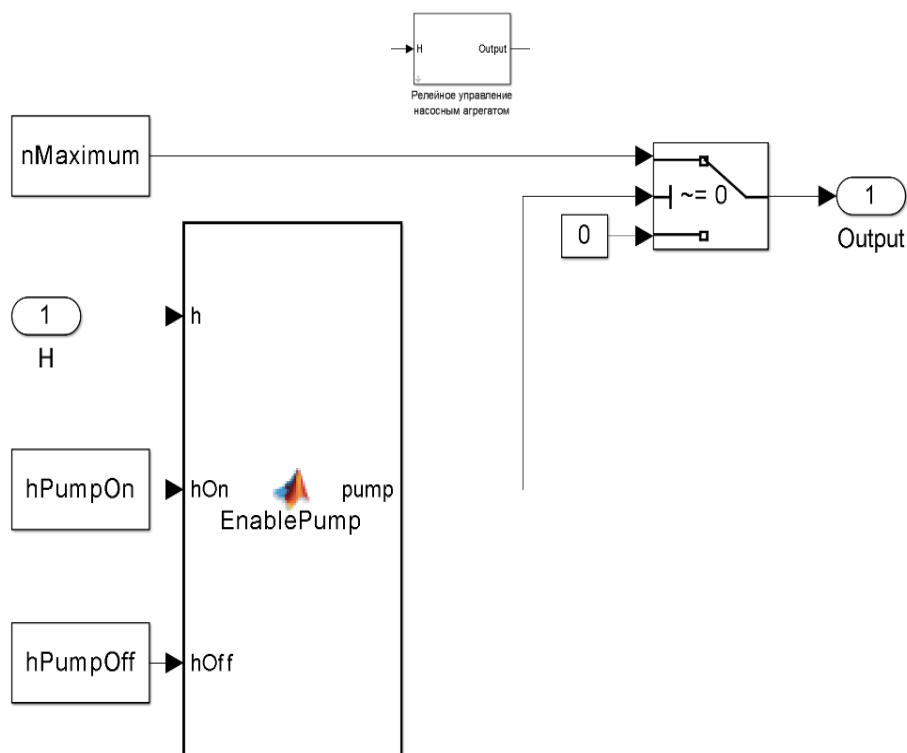 H Output
Релейное управление
насосным агрегатом
nMaximum
~= 0
1
Output
0
h
1
H
hPumpOn
hOn
pump
EnablePump
hPumpOff
hOff